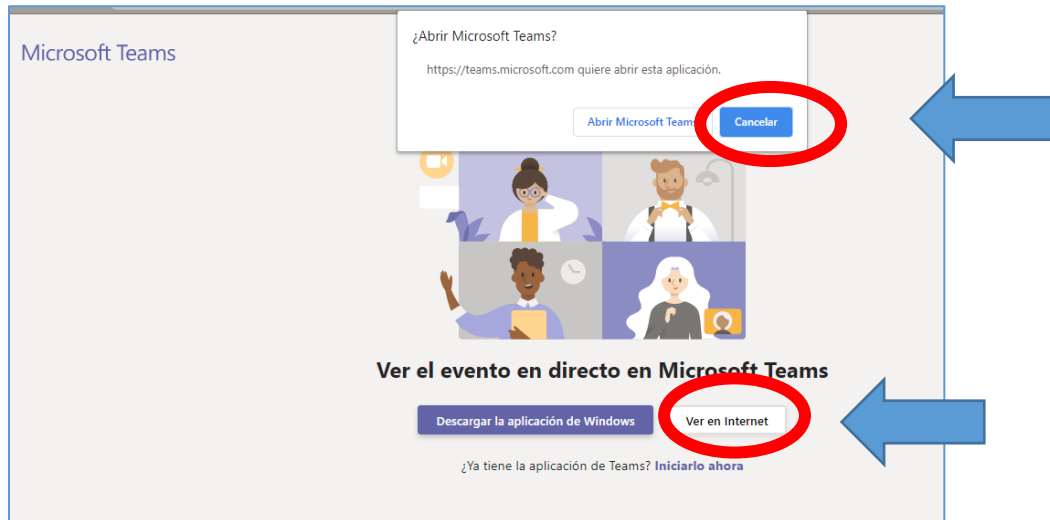 ¿Abrir Microsoft Teams?
Microsoft Teams
https://teams.microsoft.com quiere abrir esta aplicación.
Abrir Microsoft Teams
Cancelar
Ver el evento en directo en Microsoft Teams
Descargar la aplicación de Windows
Ver en Internet
¿Ya tiene la aplicación de Teams? Iniciarlo ahora